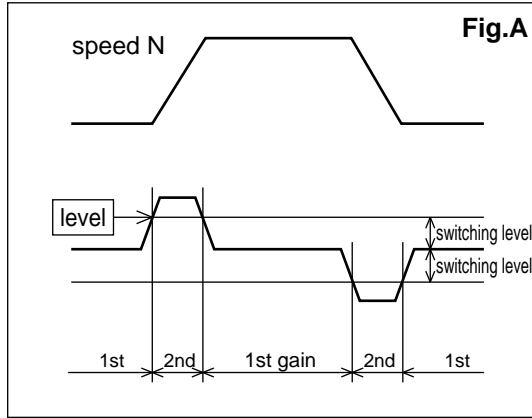 Fig.A
speed N
level
switching level
switching level
1st 2nd 1st gain 2nd 1st